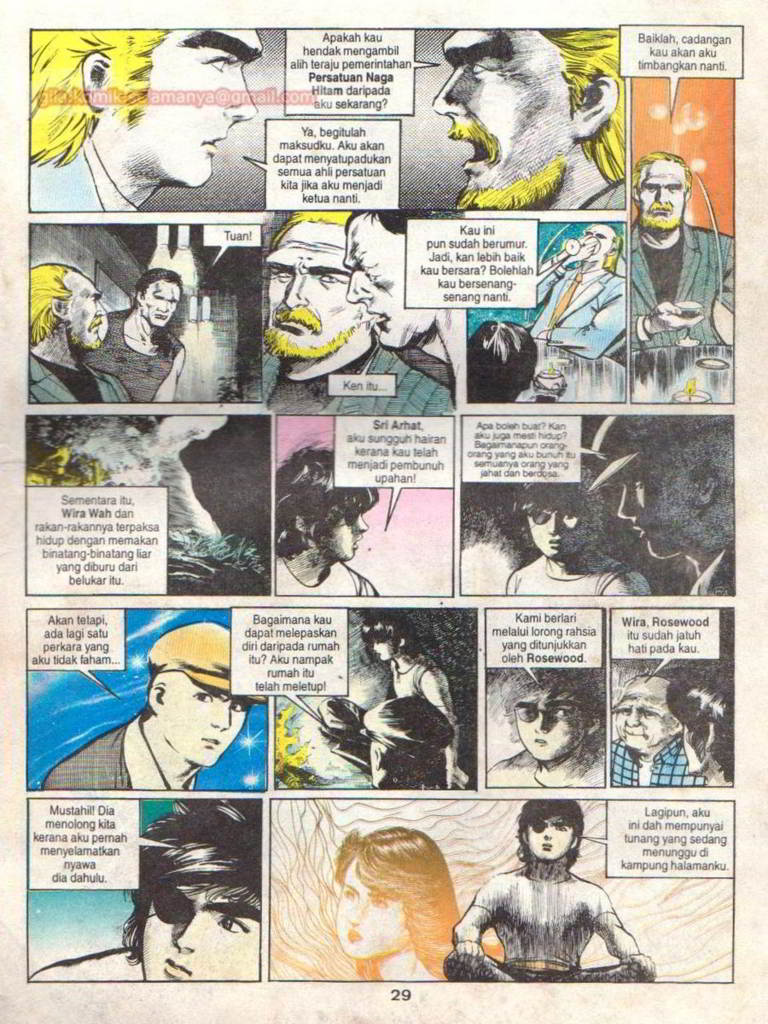 Apakah kau
hendak mengambil
alih teraju pemerintahan
Persatuan Naga
Hitam daripada
aku sekarang?
Ya, begitulah
maksudku. Aku akan
dapat menyatupadukan
semua ahli persatuan
kita jika aku menjadi
ketua nanti.
Baiklah, cadangan
kau akan aku
timbangkan nanti.
Tuan!
Ken itu...
Kau ini
pun sudah berumur.
Jadi, kan lebih baik
kau bersara? Bolehlah
kau bersenang-
senang nanti.
Sementara itu,
Wira Wah dan
rakan-rakannya terpaksa
hidup dengan memakan
binatang-binatang liar
yang diburu dari
belukar itu.
Sri Arhat,
aku sungguh hairan
kerana kau telah
menjadi pembunuh
upahan!
Apa boleh buat? Kan
aku juga mesti hidup?
Bagaimanapun orang-
orang yang aku bunuh itu
semuanya orang yang
jahat dan berdosa.
Akan tetapi,
ada lagi satu
perkara yang
aku tidak faham...
Bagaimana kau
dapat melepaskan
diri daripada rumah
itu? Aku nampak
rumah itu
telah meletup!
Kami berlari
melalui lorong rahsia
yang ditunjukkan
oleh Rosewood.
Wira, Rosewood
itu sudah jatuh
hati pada kau.
Mustahil! Dia
menolong kita
kerana aku pernah
menyelamatkan
nyawa
dia dahulu.
Lagipun, aku
ini dah mempunyai
tunang yang sedang
menunggu di
kampung halamanku.
29